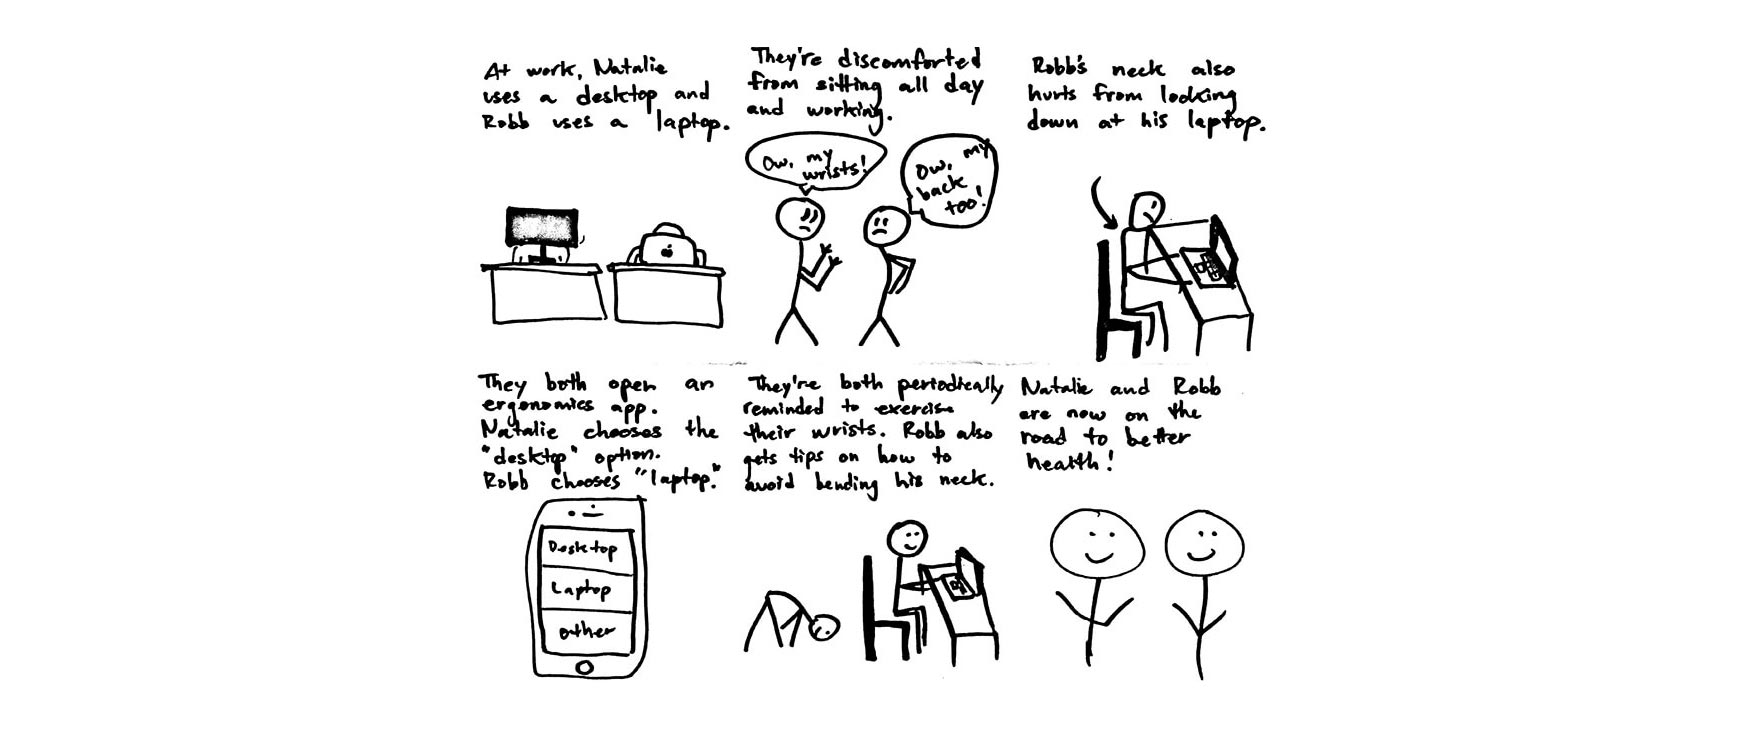 At work, Natalie
uses a desktop and
Robb uses a laptop.
They're discomforted
from sitting all day
and working.
Ow, my
wrists!
Ow, my
back
too!
Robb's neck also
hurts from looking
down at his laptop.
They both open an
ergonomics app.
Natalie chooses the
"desktop" option.
Robb chooses "laptop."
Desktop
Laptop
other
They're both periodically
reminded to exercise
their wrists. Robb also
gets tips on how to
avoid bending his neck.
Natalie and Robb
are now on the
road to better
health!